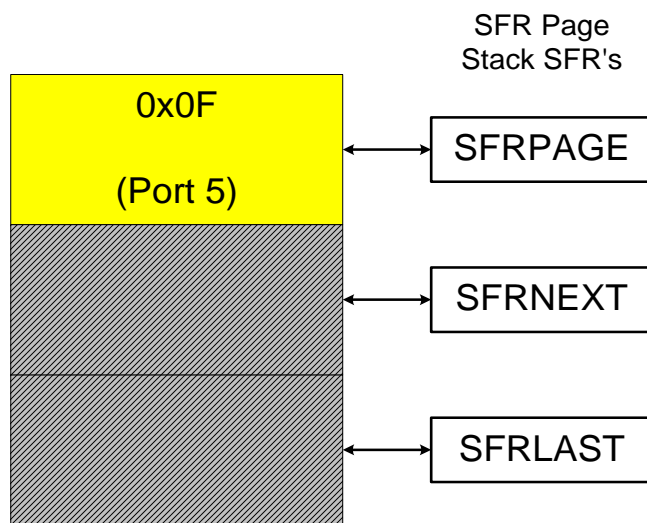 SFR Page
Stack SFR's
0x0F
SFRPAGE
(Port 5)
SFRNEXT
SFRLAST